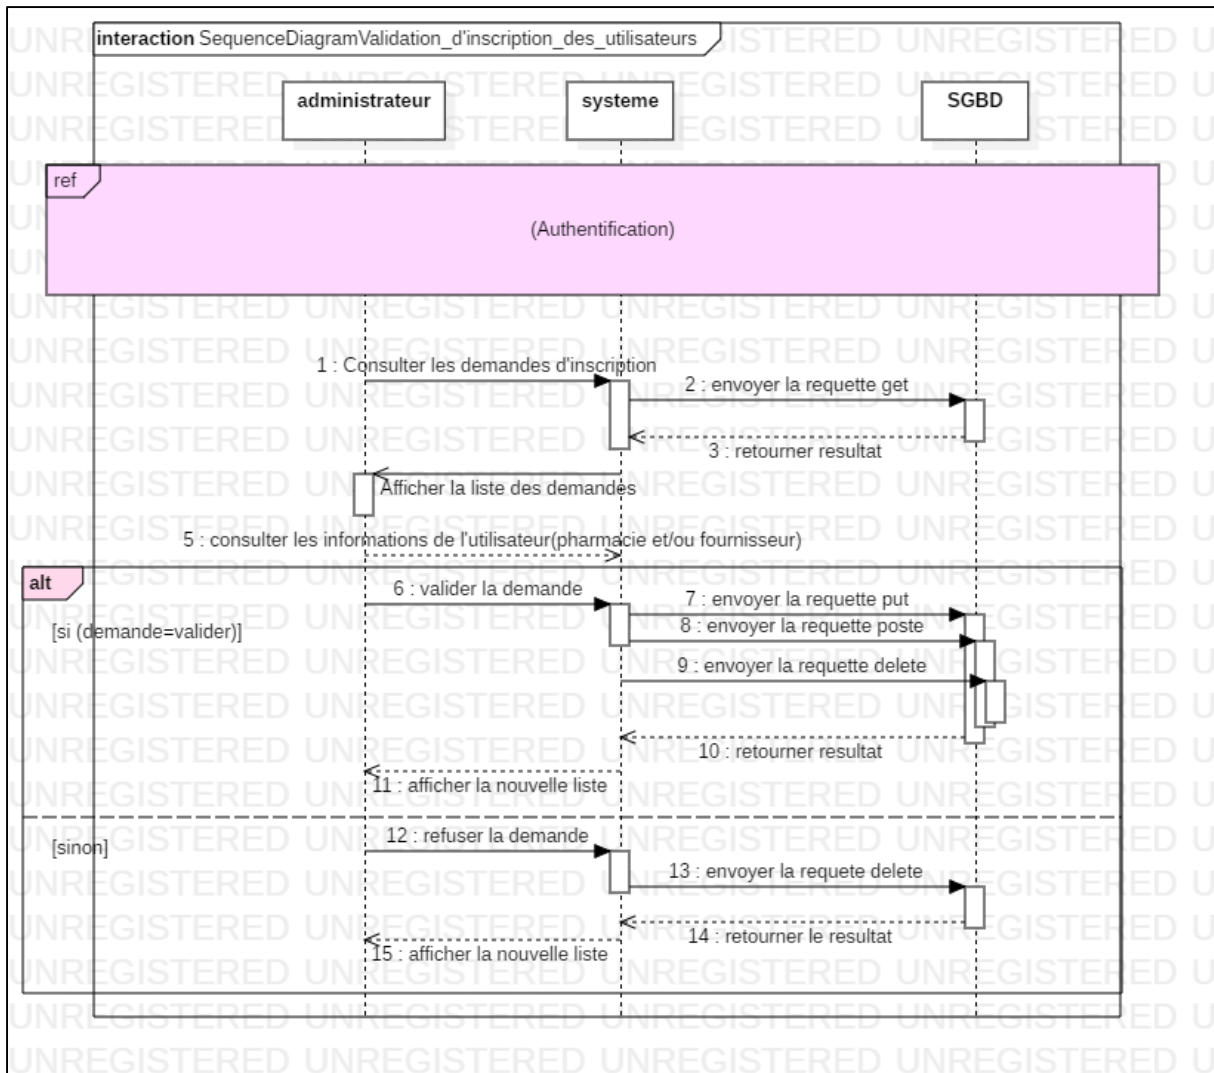 interaction SequenceDiagramValidation_d'inscription_des_utilisateurs
administrateur systeme SGBD
ref
(Authentification)
1 : Consulter les demandes d'inscription
2 : envoyer la requette get
3 : retourner resultat
Afficher la liste des demandes
5 : consulter les informations de l'utilisateur(pharmacie et/ou fournisseur)
alt
6 : valider la demande
7 : envoyer la requette put
[si (demande=valider)]
8 : envoyer la requette poste
9 : envoyer la requette delete
10 : retourner resultat
11 : afficher la nouvelle liste
12 : refuser la demande
[sinon]
13 : envoyer la requete delete
14 : retourner le resultat
15 : afficher la nouvelle liste
UNREGISTERED